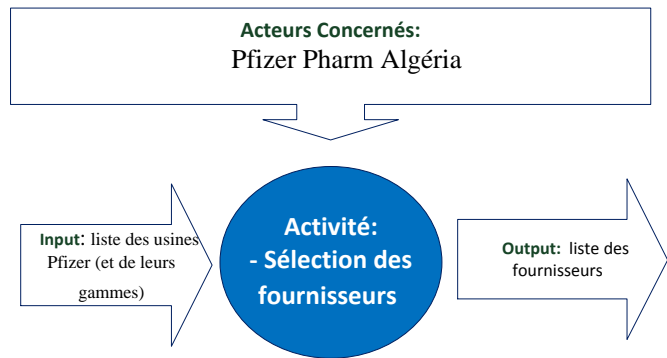 Acteurs Concernés:
Pfizer Pharm Algéria
Input: liste des usines
Pfizer (et de leurs
gammes)
Activité:
- Sélection des
fournisseurs
Output: liste des
fournisseurs